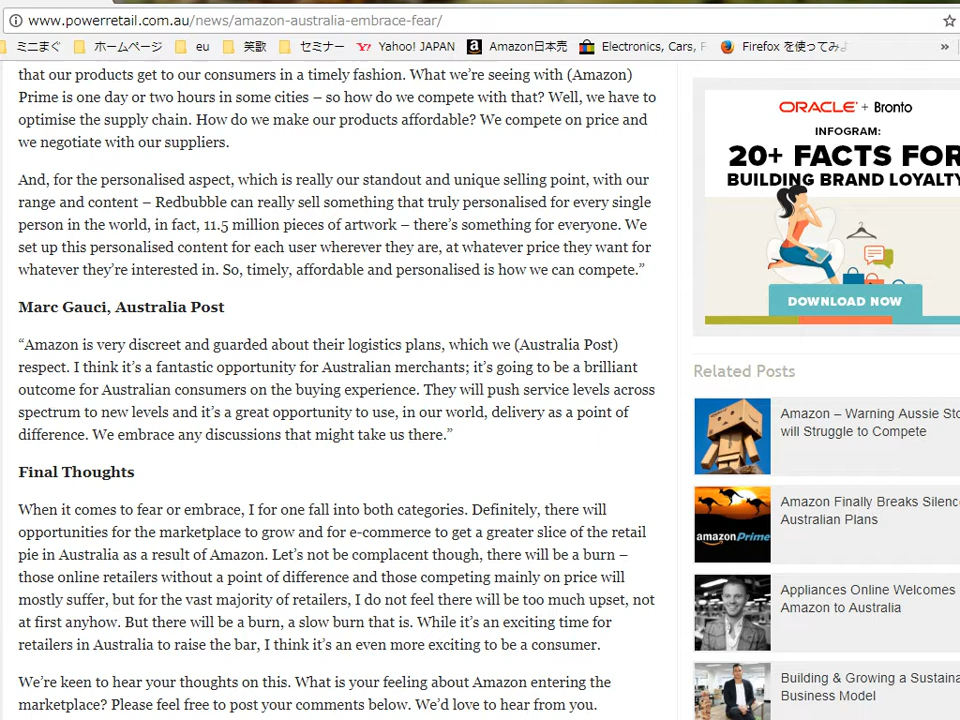 www.powerretail.com.au/news/amazon-australia-embrace-fear/
ミニまぐ ホームページ eu 笑歌 セミナー Yahoo! JAPAN Amazon日本売 Electronics, Cars, F Firefox を使ってみよ »
that our products get to our consumers in a timely fashion. What we’re seeing with (Amazon)
Prime is one day or two hours in some cities – so how do we compete with that? Well, we have to
optimise the supply chain. How do we make our products affordable? We compete on price and
we negotiate with our suppliers.
And, for the personalised aspect, which is really our standout and unique selling point, with our
range and content – Redbubble can really sell something that truly personalised for every single
person in the world, in fact, 11.5 million pieces of artwork – there’s something for everyone. We
set up this personalised content for each user wherever they are, at whatever price they want for
whatever they’re interested in. So, timely, affordable and personalised is how we can compete.”
Marc Gauci, Australia Post
“Amazon is very discreet and guarded about their logistics plans, which we (Australia Post)
respect. I think it’s a fantastic opportunity for Australian merchants; it’s going to be a brilliant
outcome for Australian consumers on the buying experience. They will push service levels across
spectrum to new levels and it’s a great opportunity to use, in our world, delivery as a point of
difference. We embrace any discussions that might take us there.”
Final Thoughts
When it comes to fear or embrace, I for one fall into both categories. Definitely, there will
opportunities for the marketplace to grow and for e-commerce to get a greater slice of the retail
pie in Australia as a result of Amazon. Let’s not be complacent though, there will be a burn –
those online retailers without a point of difference and those competing mainly on price will
mostly suffer, but for the vast majority of retailers, I do not feel there will be too much upset, not
at first anyhow. But there will be a burn, a slow burn that is. While it’s an exciting time for
retailers in Australia to raise the bar, I think it’s an even more exciting to be a consumer.
We’re keen to hear your thoughts on this. What is your feeling about Amazon entering the
marketplace? Please feel free to post your comments below. We’d love to hear from you.
ORACLE + Bronto
INFOGRAM:
20+ FACTS FOR
BUILDING BRAND LOYALTY
DOWNLOAD NOW
Related Posts
Amazon – Warning Aussie Sto
will Struggle to Compete
amazonPrime
Amazon Finally Breaks Silence
Australian Plans
Appliances Online Welcomes
Amazon to Australia
Building & Growing a Sustaina
Business Model